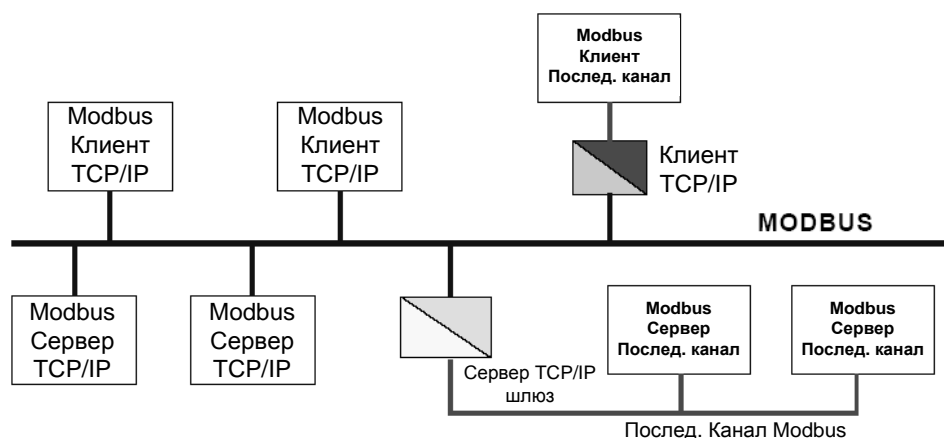 Modbus
Клиент
Послед. канал
Modbus
Клиент
TCP/IP
Modbus
Клиент
TCP/IP
Клиент
TCP/IP
MODBUS
Modbus
Сервер
TCP/IP
Modbus
Сервер
TCP/IP
Modbus
Сервер
Послед. канал
Modbus
Сервер
Послед. канал
Сервер TCP/IP
шлюз
Послед. Канал Modbus